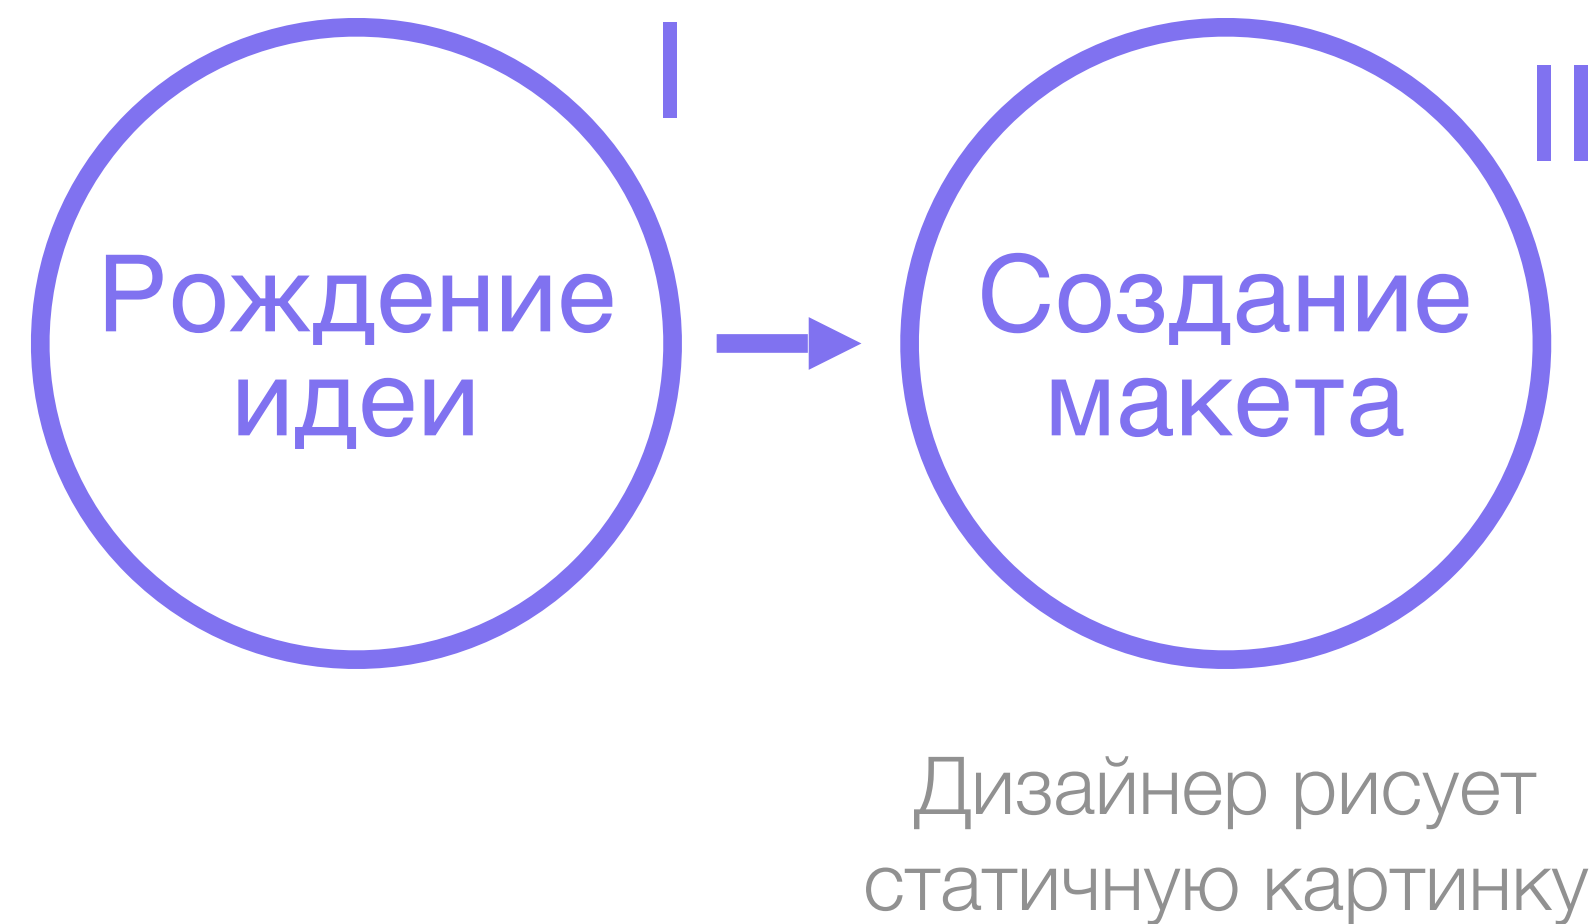 I
II
Рождение
идеи
Создание
макета
Дизайнер рисует
статичную картинку